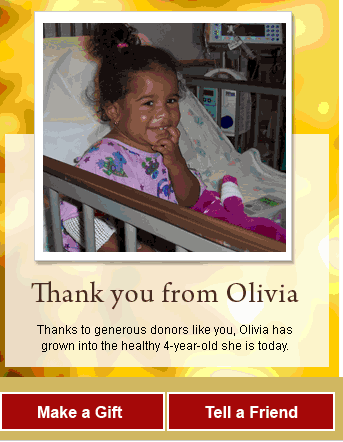 Thank you from Olivia
Thanks to generous donors like you, Olivia has
grown into the healthy 4-year-old she is today.
Make a Gift
Tell a Friend